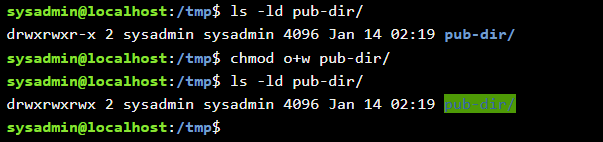 sysadmin@localhost:/tmp$ ls -ld pub-dir/
drwxrwxr-x 2 sysadmin sysadmin 4096 Jan 14 02:19 pub-dir/
sysadmin@localhost:/tmp$ chmod o+w pub-dir/
sysadmin@localhost:/tmp$ ls -ld pub-dir/
drwxrwxrwx 2 sysadmin sysadmin 4096 Jan 14 02:19 pub-dir/
sysadmin@localhost:/tmp$